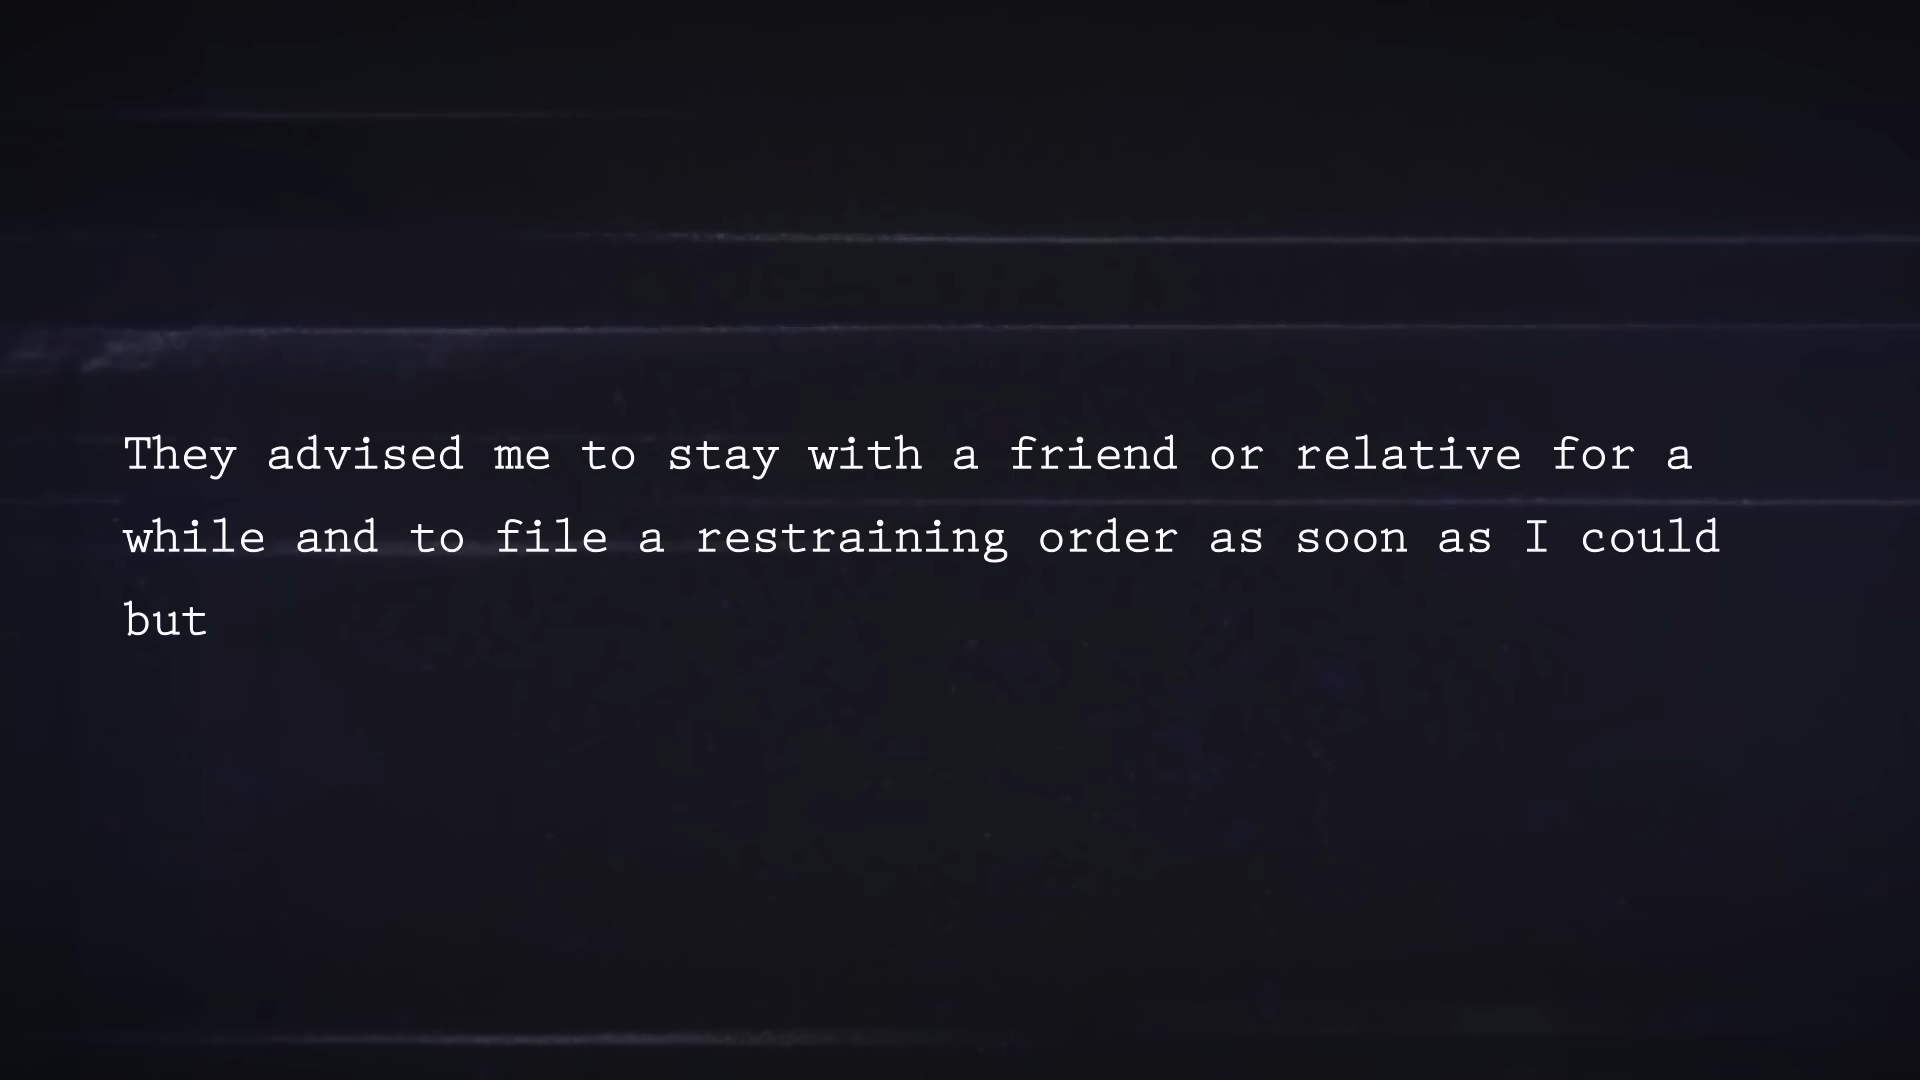 They advised me to stay with a friend or relative for a
while and to file a restraining order as soon as I could
but